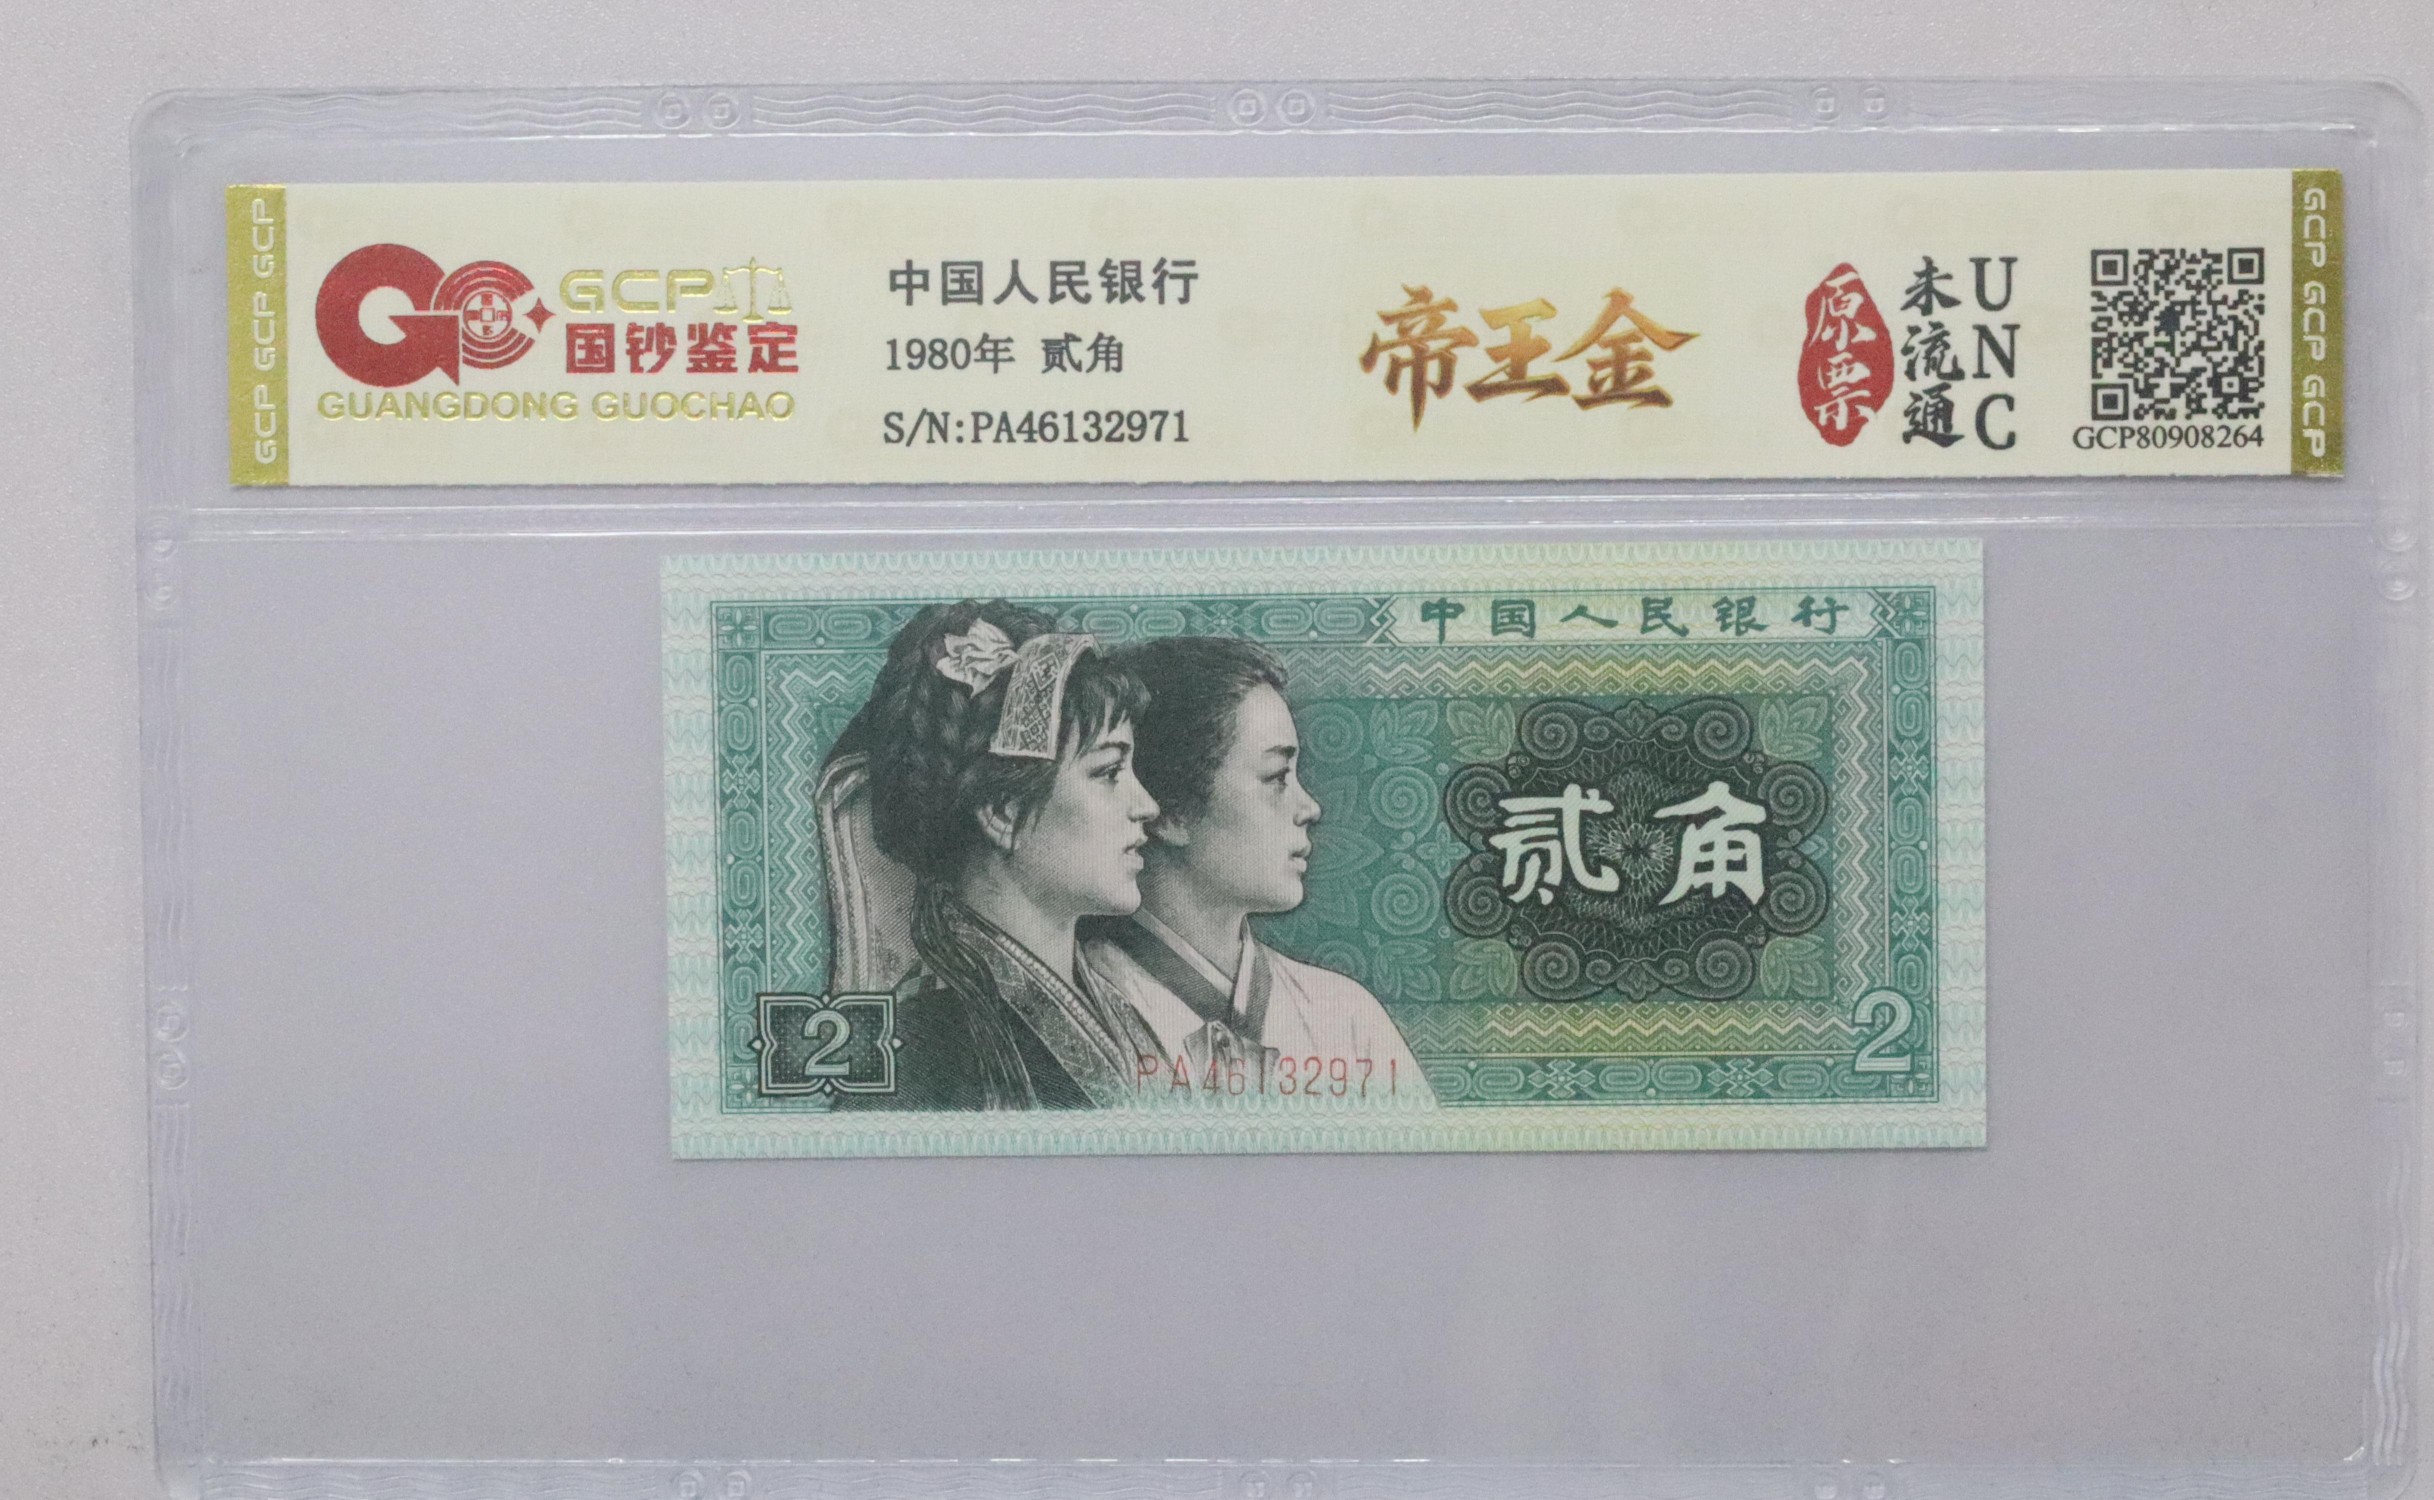 GCP GCP GCP
GCP
国钞鉴定
GUANGDONG GUOCHAO
中国人民银行
1980年 贰角
S/N:PA46132971
帝王金
原票
未流通
UNC
GCP80908264
GCP GCP GCP
中国人民银行
贰角
2
2
PA46132971